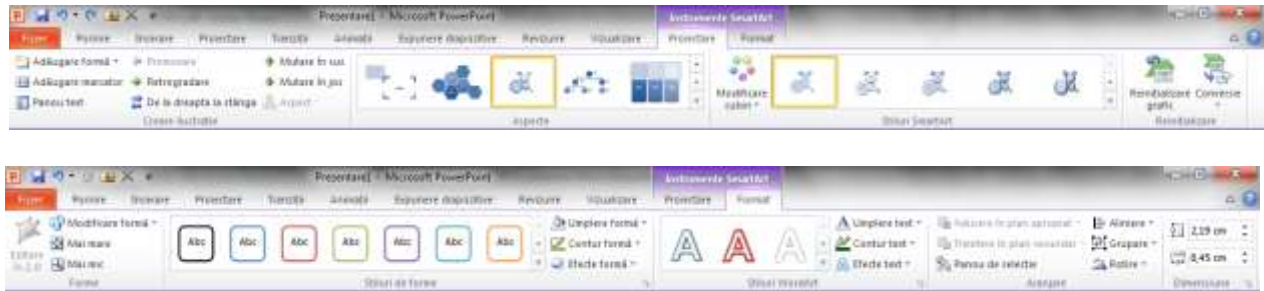 Presentare1 - Microsoft PowerPoint Instrumente SmartArt
Fișier Pornire Inserare Proiectare Tranziții Animații Expunere diapozitive Revizuire Vizualizare Proiectare Format
Adăugare formă Promovare Mutare în sus
Adăugare marcator Retrogradare Mutare în jos
Panou text De la dreapta la stânga Aspect
Modificare culori
Reinițializare grafic Conversie
Creare ilustrație Aspecte Stiluri SmartArt Reinițializare
Presentare1 - Microsoft PowerPoint Instrumente SmartArt
Fișier Pornire Inserare Proiectare Tranziții Animații Expunere diapozitive Revizuire Vizualizare Proiectare Format
Editare în 2-D
Modificare formă
Mai mare
Mai mic
Abc Abc Abc Abc Abc Abc Abc
Umplere formă
Contur formă
Efecte formă
A A A
Umplere text
Contur text
Efecte text
Aducere în plan apropiat
Trimitere în plan secundar
Panou de selecție
Aliniere
Grupare
Rotire
2,19 cm
8,45 cm
Forme Stiluri de forme Stiluri WordArt Aranjare Dimensiune